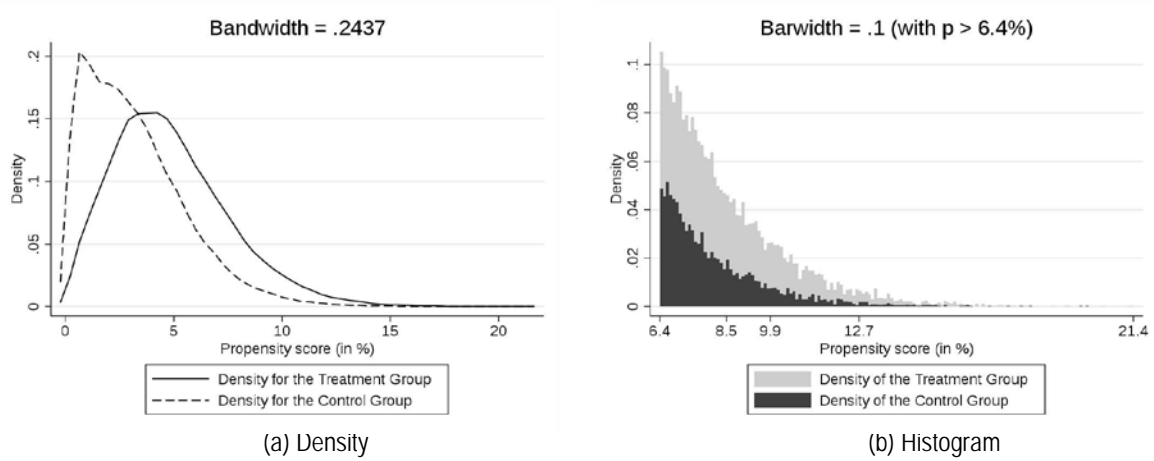 Bandwidth = .2437
Density
.2
.15
.1
.05
0
0 5 10 15 20
Propensity score (in %)
Density for the Treatment Group
Density for the Control Group
(a) Density
Barwidth = .1 (with p > 6.4%)
Density
.1
.08
.06
.04
.02
0
6.4 8.5 9.9 12.7 21.4
Propensity score (in %)
Density of the Treatment Group
Density of the Control Group
(b) Histogram